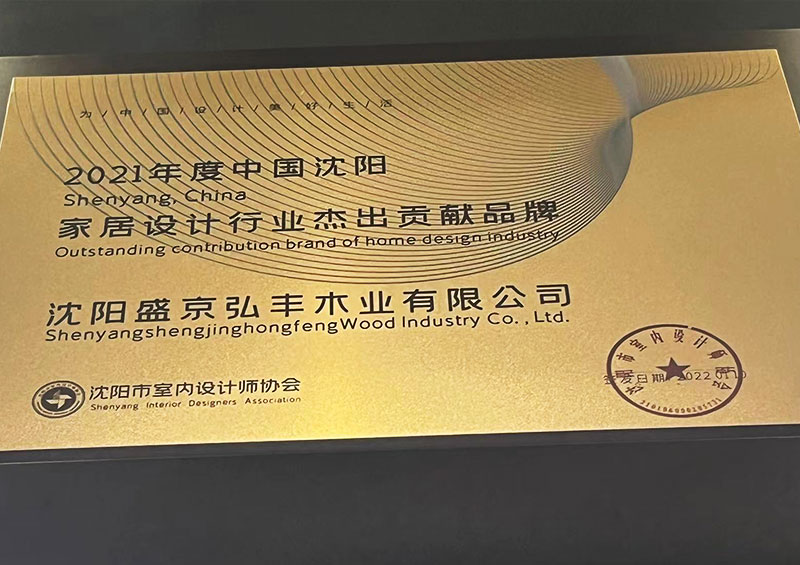 为/中/国/设/计/美/好/生/活
2021年度中国沈阳
Shenyang, China
家居设计行业杰出贡献品牌
Outstanding contribution brand of home design industry
沈阳盛京弘丰木业有限公司
ShenyangshengjinghongfengWood Industry Co., Ltd.
沈阳市室内设计师协会
Shenyang Interior Designers Association
沈阳市室内设计师协会
签发日期: 2022